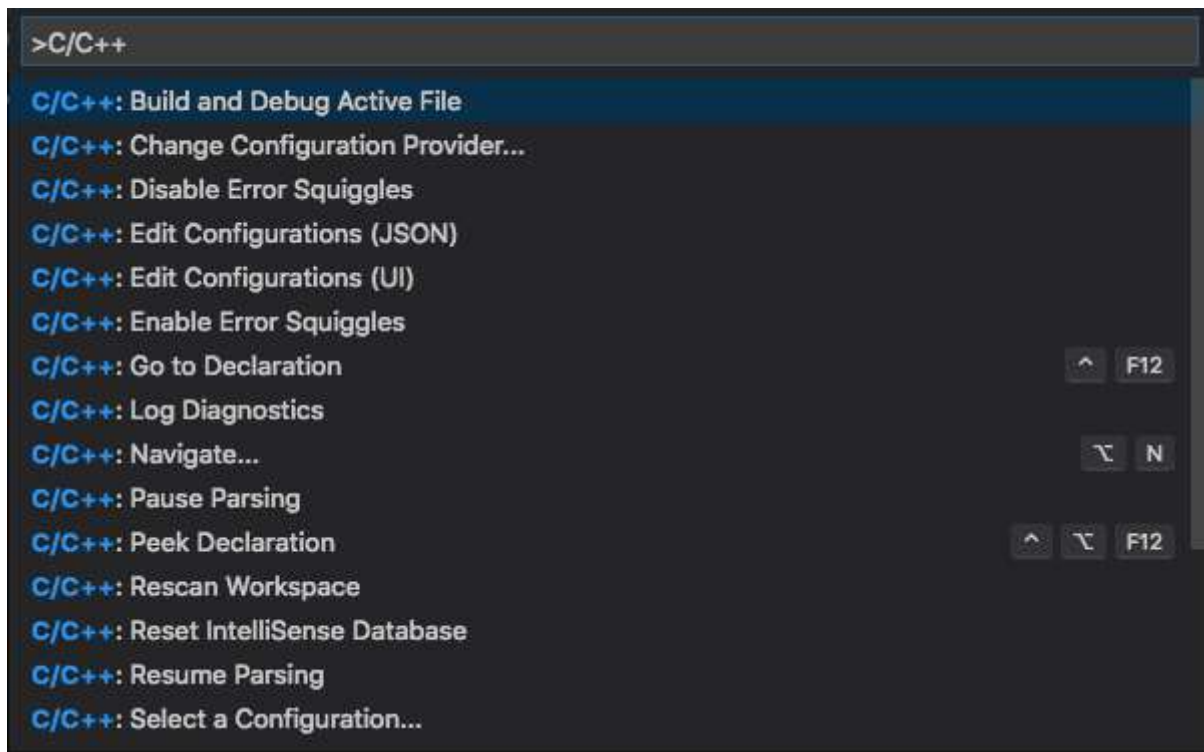 >C/C++
C/C++: Build and Debug Active File
C/C++: Change Configuration Provider...
C/C++: Disable Error Squiggles
C/C++: Edit Configurations (JSON)
C/C++: Edit Configurations (UI)
C/C++: Enable Error Squiggles
C/C++: Go to Declaration ^ F12
C/C++: Log Diagnostics
C/C++: Navigate... ⌥ N
C/C++: Pause Parsing
C/C++: Peek Declaration ^ ⌥ F12
C/C++: Rescan Workspace
C/C++: Reset IntelliSense Database
C/C++: Resume Parsing
C/C++: Select a Configuration...